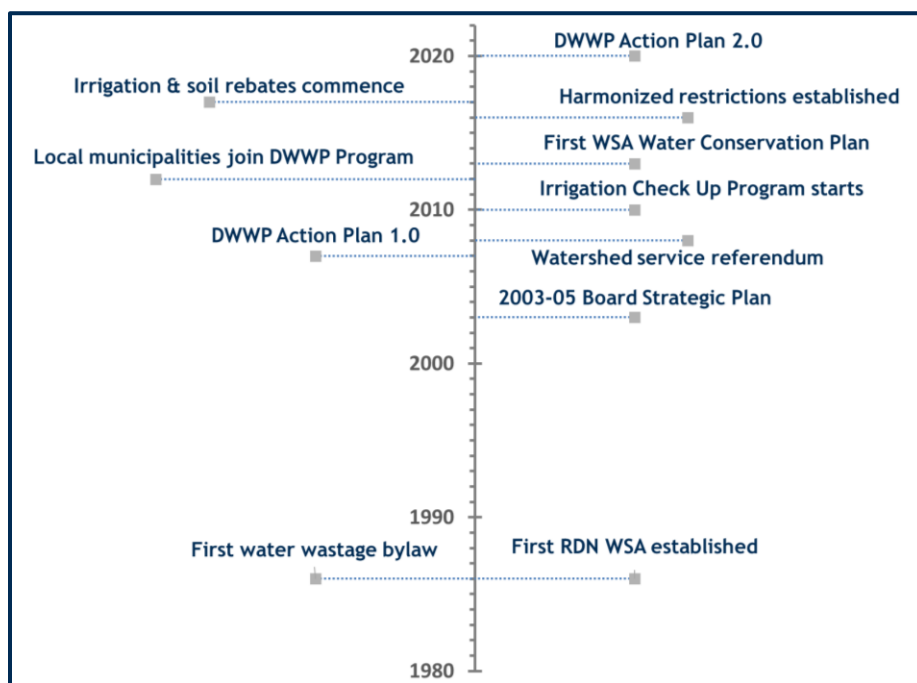 DWWP Action Plan 2.0
2020
Irrigation & soil rebates commence
Harmonized restrictions established
First WSA Water Conservation Plan
Local municipalities join DWWP Program
Irrigation Check Up Program starts
2010
DWWP Action Plan 1.0
Watershed service referendum
2003-05 Board Strategic Plan
2000
1990
First water wastage bylaw
First RDN WSA established
1980